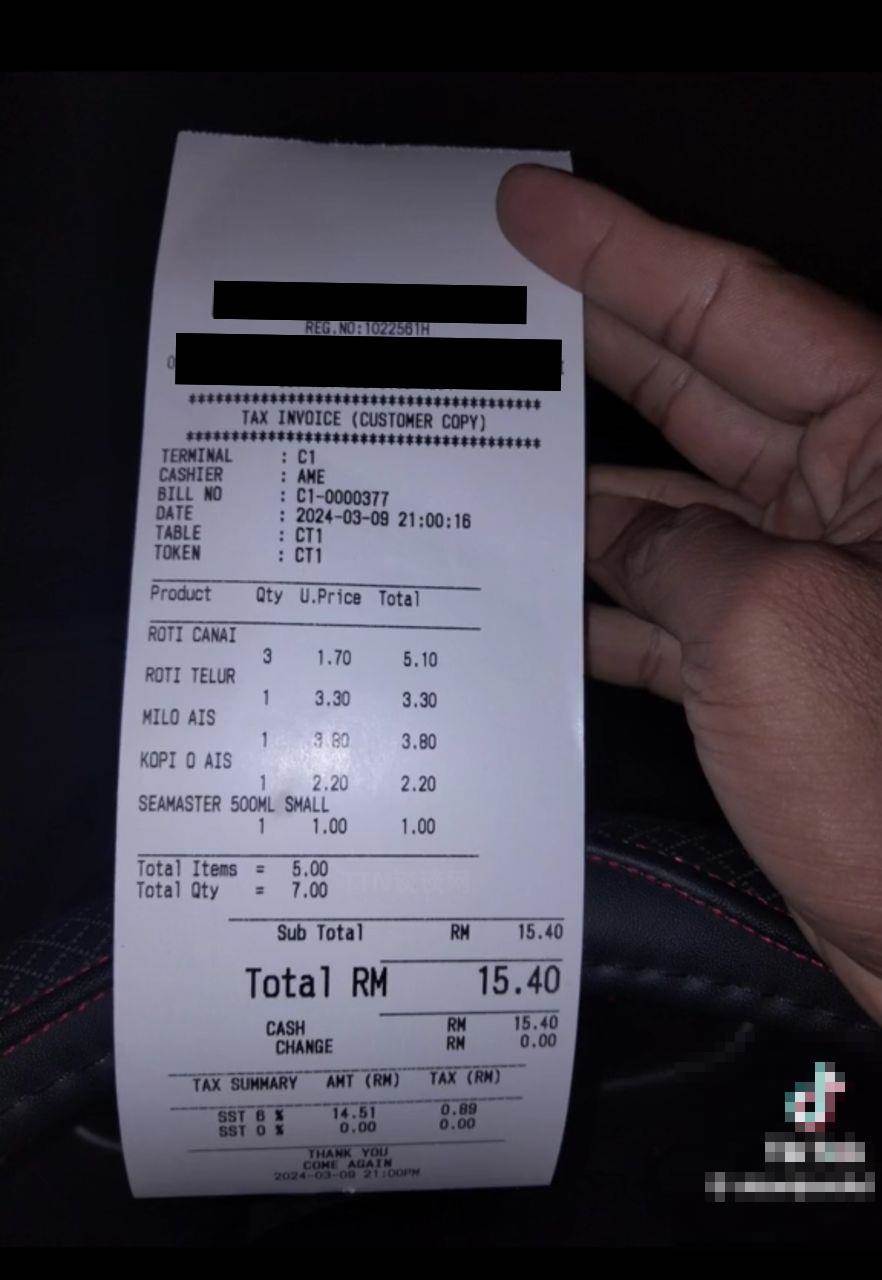 REG.NO:1022561H
****************************************
TAX INVOICE (CUSTOMER COPY)
****************************************
TERMINAL : C1
CASHIER : AME
BILL NO : C1-0000377
DATE : 2024-03-09 21:00:16
TABLE : CT1
TOKEN : CT1
Product Qty U.Price Total
ROTI CANAI
3 1.70 5.10
ROTI TELUR
1 3.30 3.30
MILO AIS
1 3.80 3.80
KOPI O AIS
1 2.20 2.20
SEAMASTER 500ML SMALL
1 1.00 1.00
Total Items = 5.00
Total Qty = 7.00
Sub Total RM 15.40
Total RM 15.40
CASH RM 15.40
CHANGE RM 0.00
TAX SUMMARY AMT (RM) TAX (RM)
SST 6 % 14.51 0.89
SST 0 % 0.00 0.00
THANK YOU
COME AGAIN
2024-03-09 21:00PM